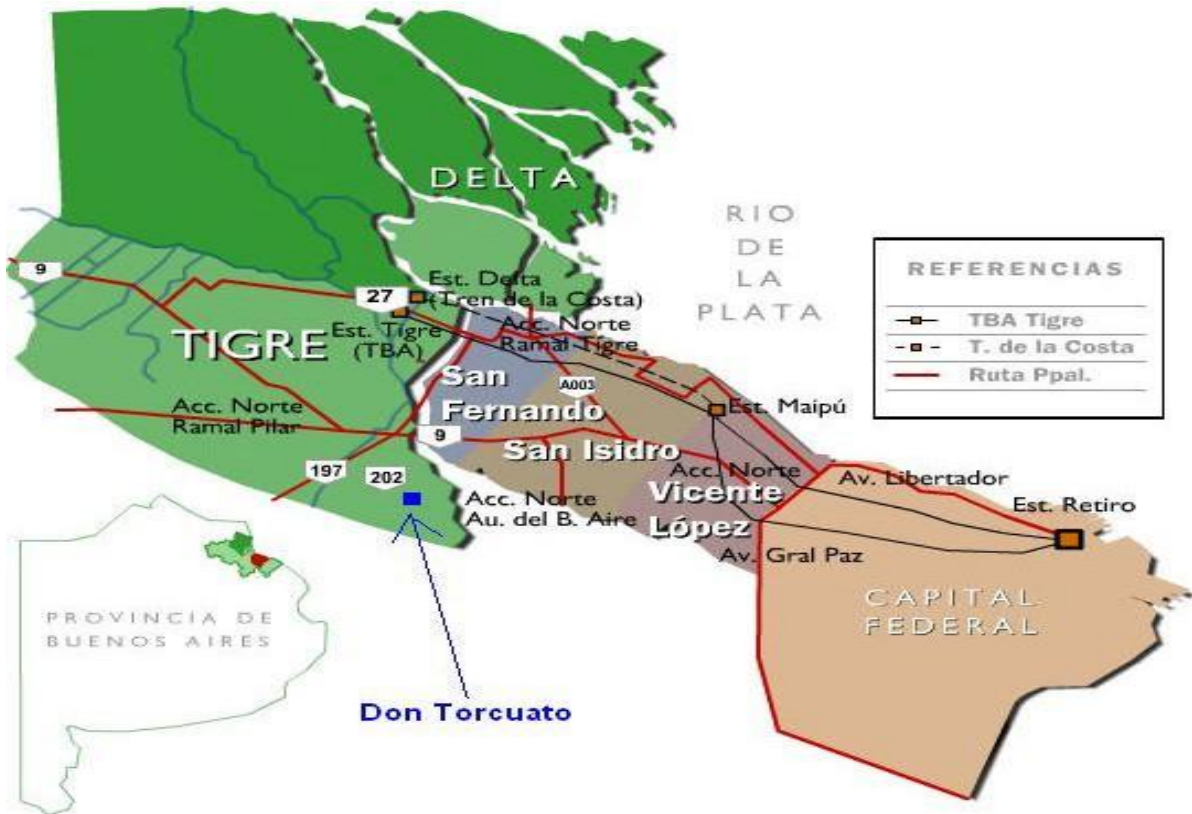 DELTA
RIO
DE
LA
PLATA
REFERENCIAS
TBA Tigre
T. de la Costa
Ruta Ppal.
9
27
Est. Delta
(Tren de la Costa)
TIGRE
Est. Tigre
(TBA)
Acc. Norte
Ramal Tigre
San
Fernando
A003
Est. Maipú
Acc. Norte
Ramal Pilar
9
San Isidro
197
202
Acc. Norte
Vicente
López
Av. Libertador
Acc. Norte
Au. del B. Aire
Est. Retiro
Av. Gral Paz
CAPITAL
FEDERAL
PROVINCIA DE
BUENOS AIRES
Don Torcuato